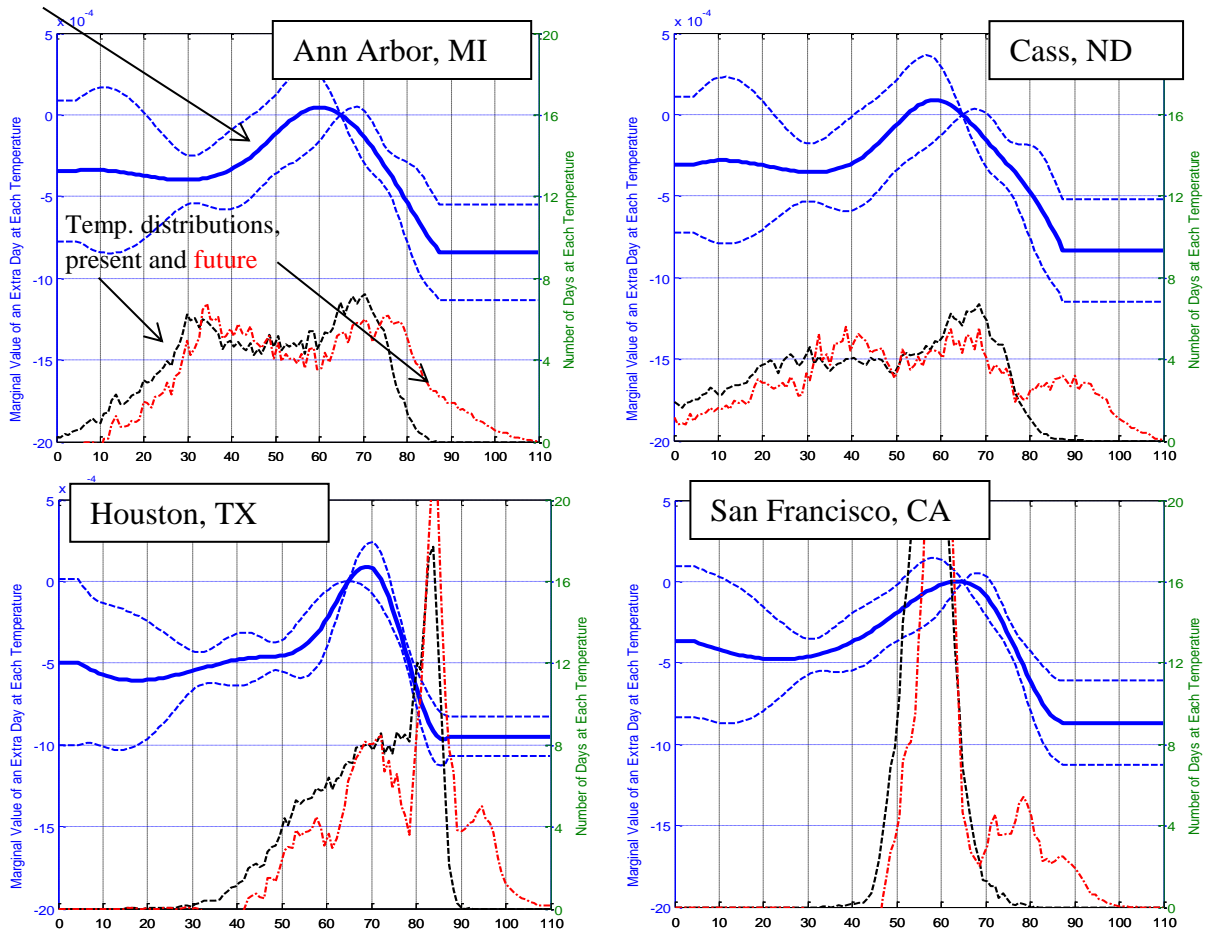 x 10 -4
5
0
-5
-10
-15
-20
Marginal Value of an Extra Day at Each Temperature
Ann Arbor, MI
Temp. distributions,
present and future
20
16
12
8
4
0
Number of Days at Each Temperature
0 10 20 30 40 50 60 70 80 90 100 110
x 10 -4
5
0
-5
-10
-15
-20
Marginal Value of an Extra Day at Each Temperature
Cass, ND
20
16
12
8
4
0
Number of Days at Each Temperature
0 10 20 30 40 50 60 70 80 90 100 110
x -4
5
0
-5
-10
-15
-20
Marginal Value of an Extra Day at Each Temperature
Houston, TX
20
16
12
8
4
0
Number of Days at Each Temperature
0 10 20 30 40 50 60 70 80 90 100 110
5
0
-5
-10
-15
-20
Marginal Value of an Extra Day at Each Temperature
San Francisco, CA
20
16
12
8
4
0
Number of Days at Each Temperature
0 10 20 30 40 50 60 70 80 90 100 110